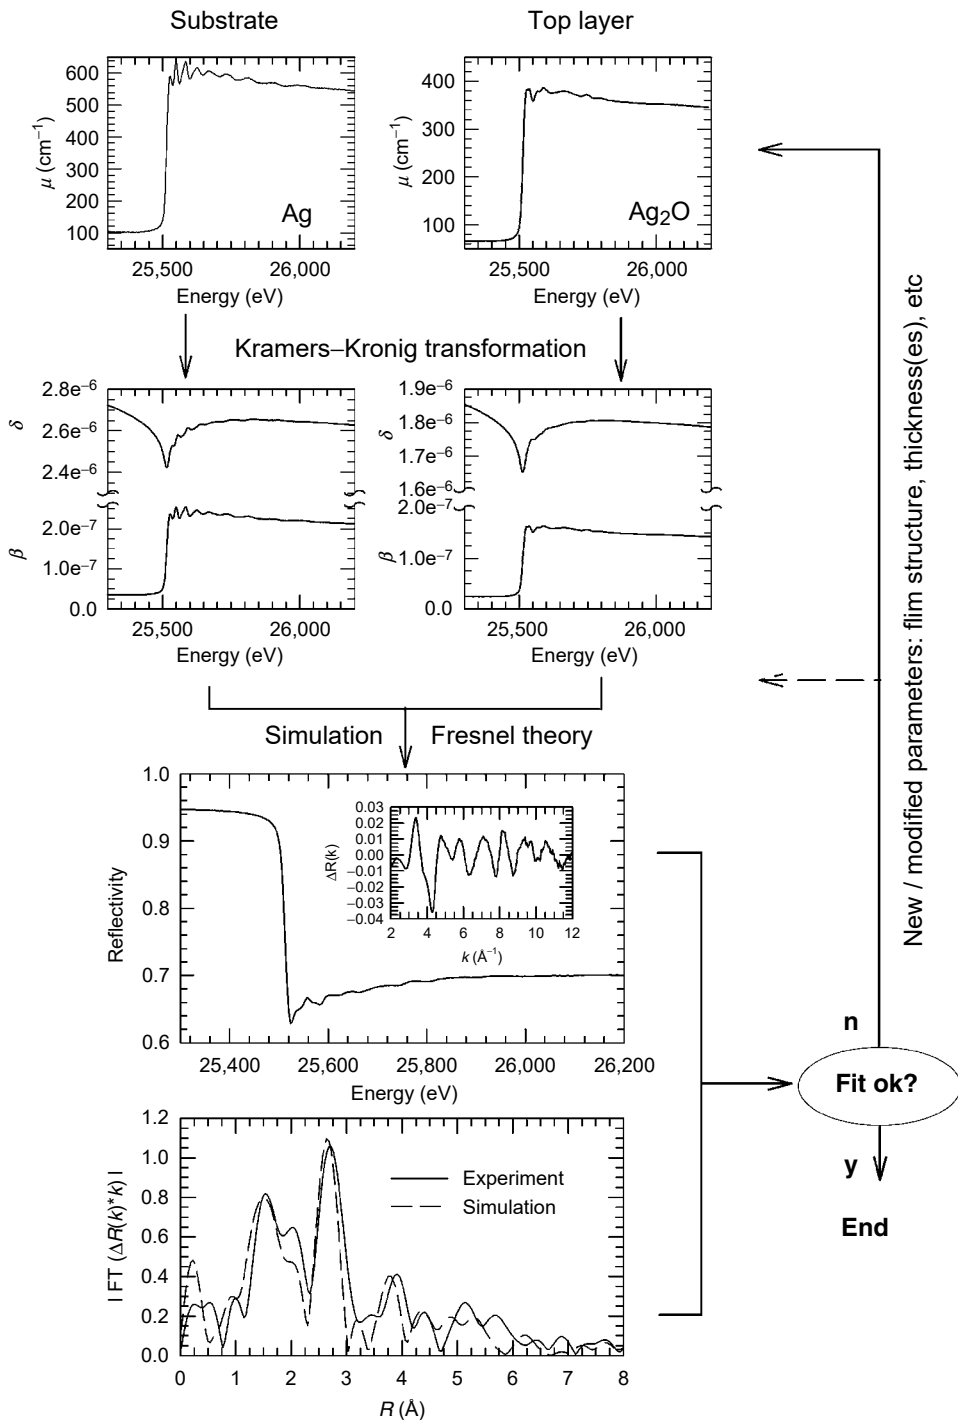 Substrate
Top layer
600
500
400
300
200
100
μ (cm−1)
Ag
25,500
26,000
Energy (eV)
400
300
200
100
μ (cm−1)
Ag2O
25,500
26,000
Energy (eV)
Kramers–Kronig transformation
2.8e−6
2.6e−6
2.4e−6
δ
2.0e−7
1.0e−7
0.0
β
25,500
26,000
Energy (eV)
1.9e−6
1.8e−6
1.7e−6
1.6e−6
δ
2.0e−7
1.0e−7
0.0
β
25,500
26,000
Energy (eV)
Simulation
Fresnel theory
1.0
0.9
0.8
0.7
0.6
Reflectivity
25,400
25,600
25,800
26,000
26,200
Energy (eV)
0.03
0.02
0.01
0.00
−0.01
−0.02
−0.03
−0.04
ΔR(k)
2
4
6
8
10
12
k (Å−1)
1.2
1.0
0.8
0.6
0.4
0.2
0.0
I FT (ΔR(k)*k) I
Experiment
Simulation
0
1
2
3
4
5
6
7
8
R (Å)
New / modified parameters: flim structure, thickness(es), etc
n
Fit ok?
y
End